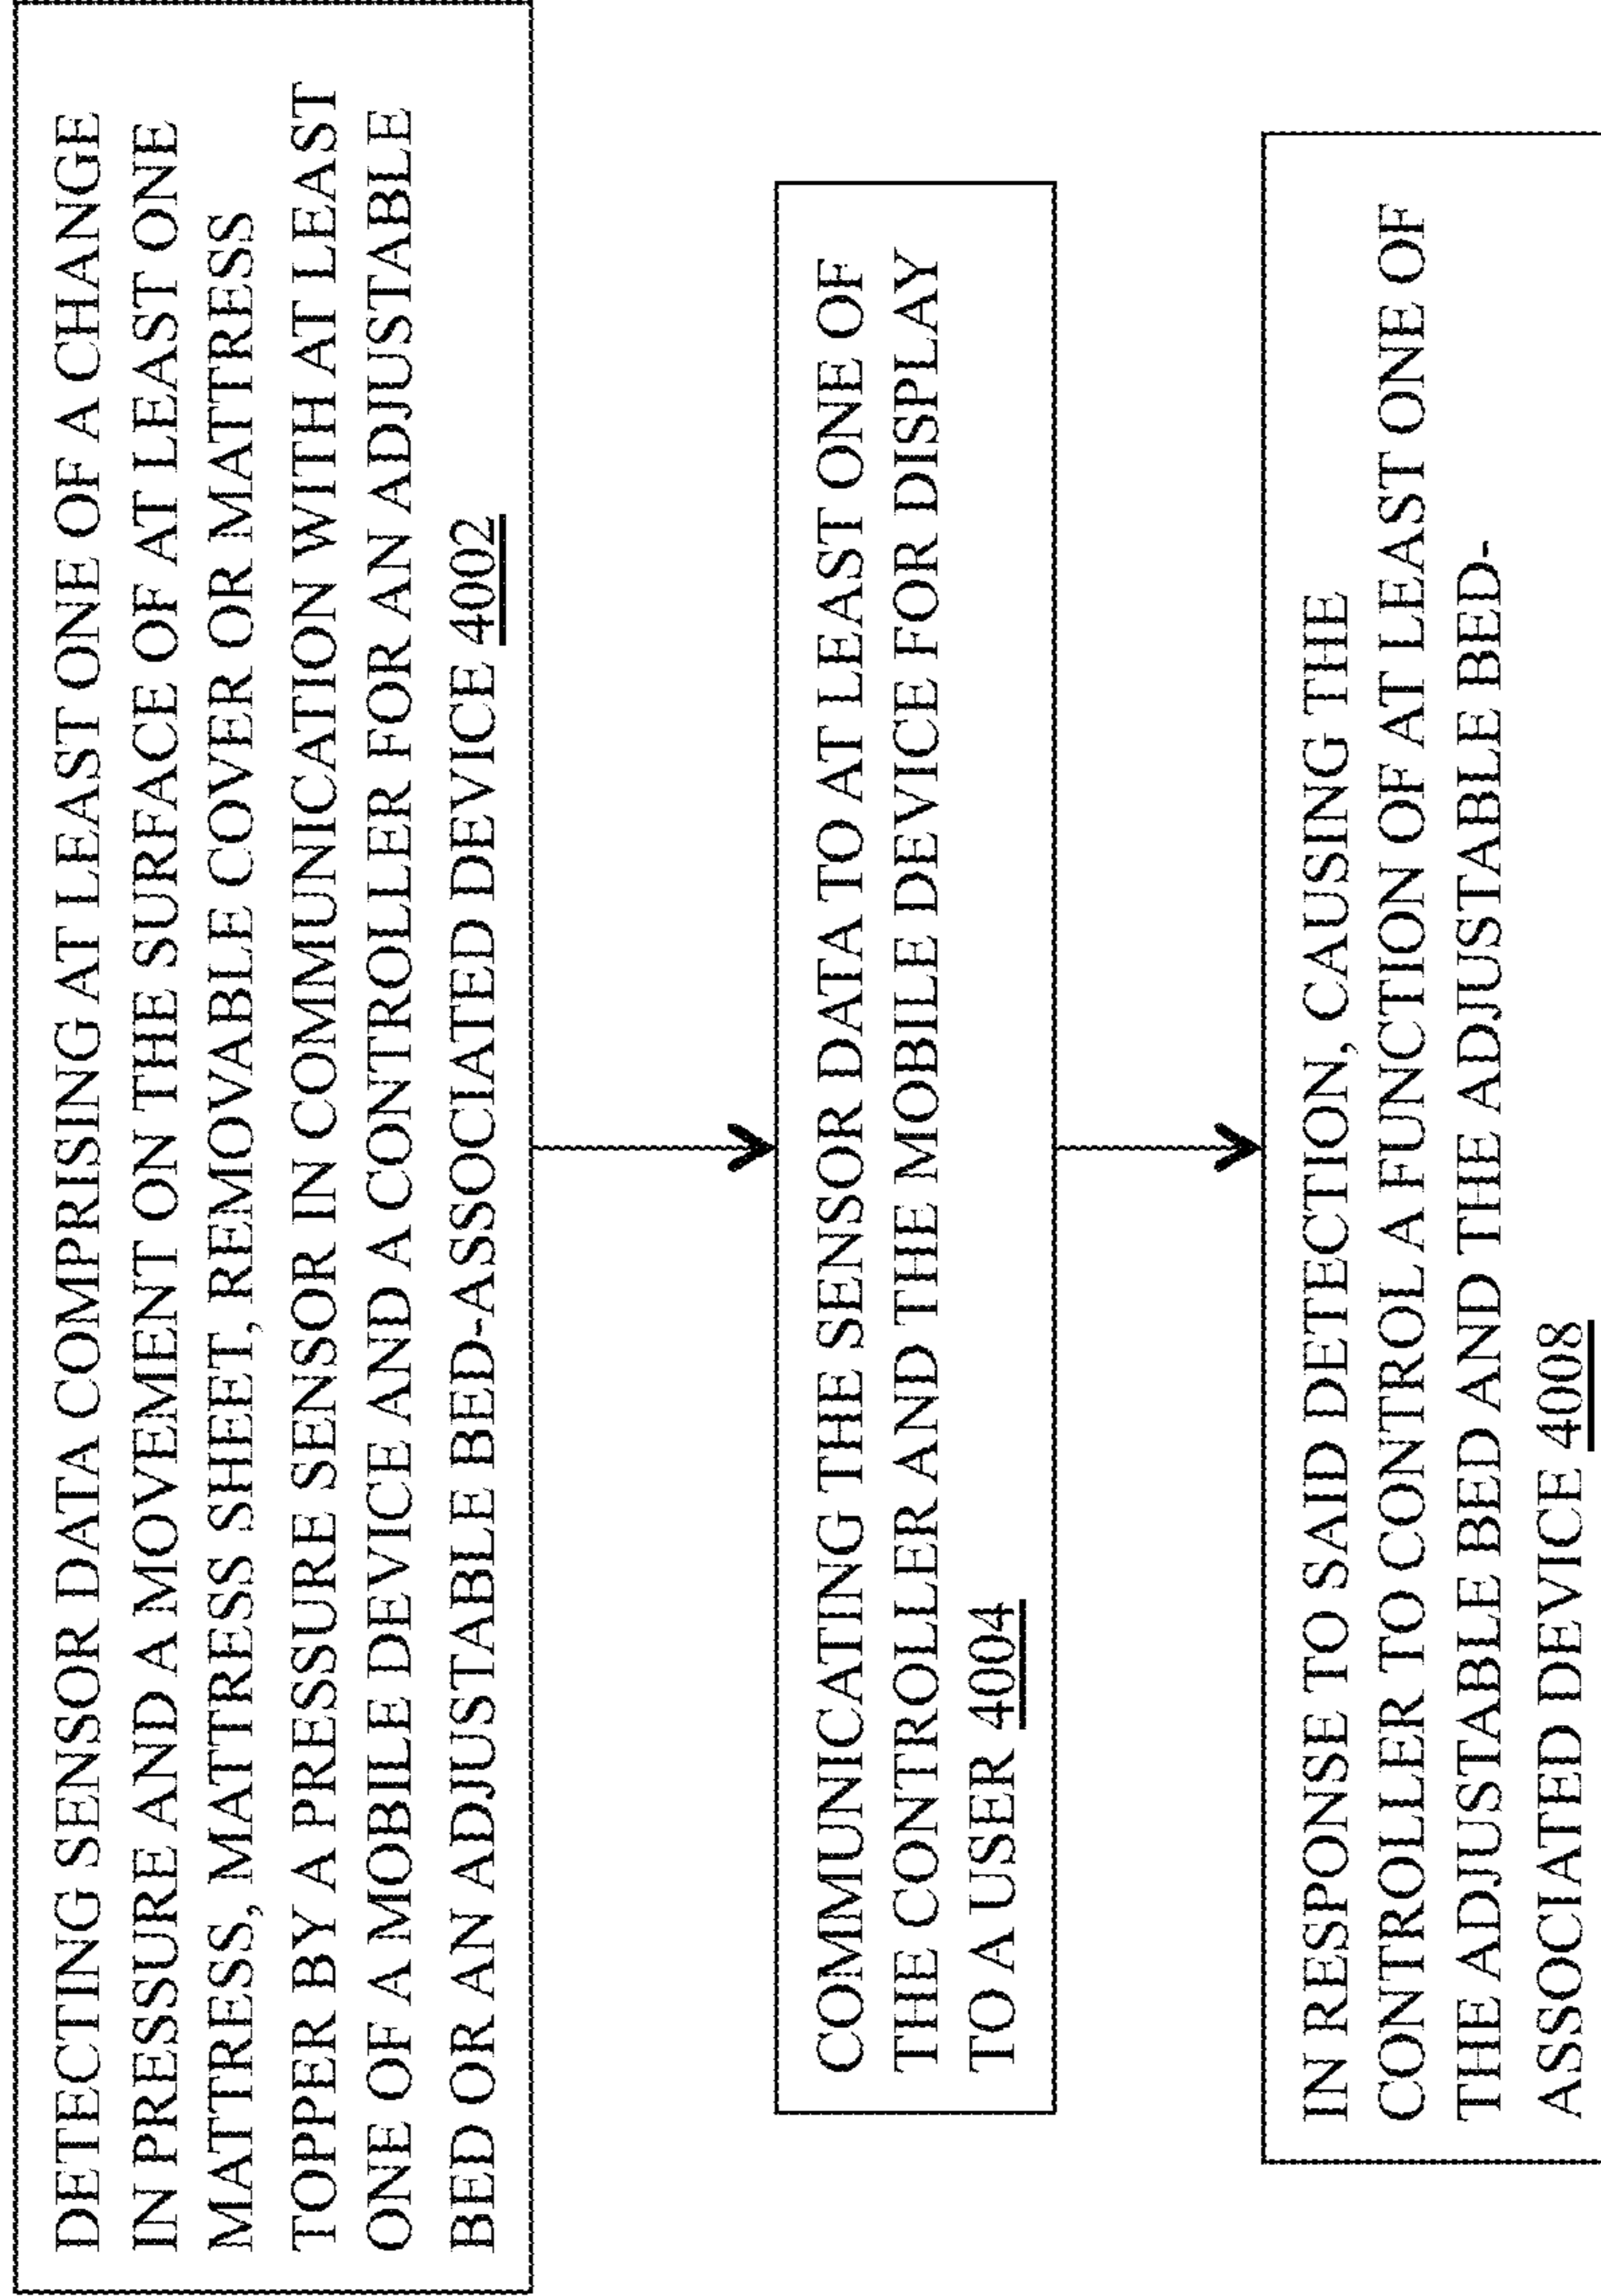 DETECTING SENSOR DATA COMPRISING AT LEAST ONE OF A CHANGE
IN PRESSURE AND A MOVEMENT ON THE SURFACE OF AT LEAST ONE
MATTRESS, MATTRESS SHEET, REMOVABLE COVER OR MATTRESS
TOPPER BY A PRESSURE SENSOR IN COMMUNICATION WITH AT LEAST
ONE OF A MOBILE DEVICE AND A CONTROLLER FOR AN ADJUSTABLE
BED OR AN ADJUSTABLE BED-ASSOCIATED DEVICE 4002
COMMUNICATING THE SENSOR DATA TO AT LEAST ONE OF
THE CONTROLLER AND THE MOBILE DEVICE FOR DISPLAY
TO A USER 4004
IN RESPONSE TO SAID DETECTION, CAUSING THE
CONTROLLER TO CONTROL A FUNCTION OF AT LEAST ONE OF
THE ADJUSTABLE BED AND THE ADJUSTABLE BED-
ASSOCIATED DEVICE 4008